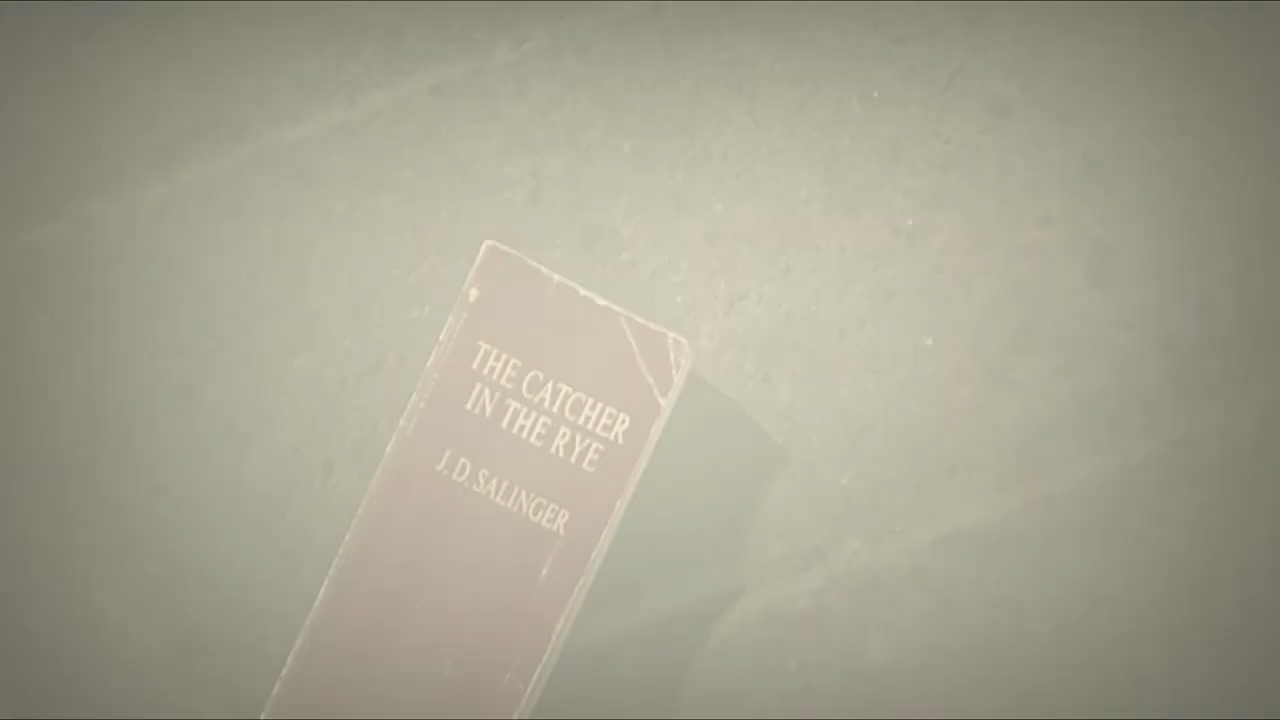 THE CATCHER
IN THE RYE
J. D. SALINGER